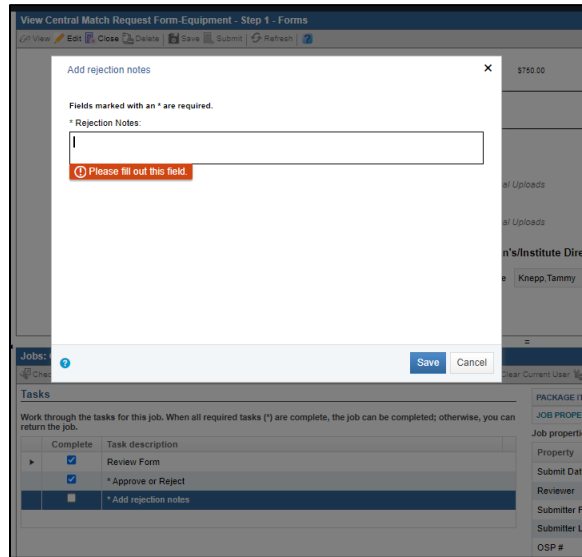 View Central Match Request Form-Equipment - Step 1 - Forms
View Edit Close Delete Save Submit Refresh
Add rejection notes
$750.00
Fields marked with an * are required.
* Rejection Notes:
Please fill out this field.
al Uploads
al Uploads
n's/Institute Dire
Knepp,Tammy
Jobs:
Save Cancel
Chec
Clear Current User
Tasks
PACKAGE IT
Work through the tasks for this job. When all required tasks (*) are complete, the job can be completed; otherwise, you can
return the job.
JOB PROPE
Job properti
Complete Task description
Property
Review Form
Submit Dat
* Approve or Reject
Reviewer
* Add rejection notes
Submitter F
Submitter L
OSP #